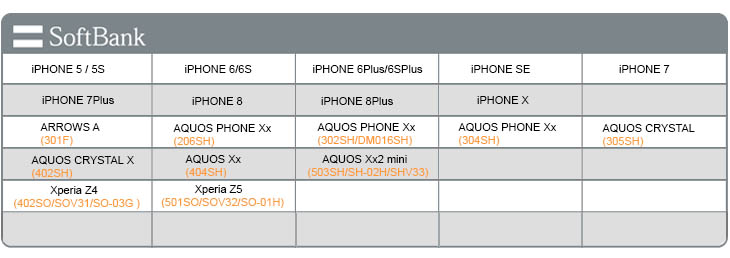 SoftBank
iPHONE 5 / 5S iPHONE 6/6S iPHONE 6Plus/6SPlus iPHONE SE iPHONE 7
iPHONE 7Plus iPHONE 8 iPHONE 8Plus iPHONE X
ARROWS A AQUOS PHONE Xx AQUOS PHONE Xx AQUOS PHONE Xx AQUOS CRYSTAL
(301F) (206SH) (302SH/DM016SH) (304SH) (305SH)
AQUOS CRYSTAL X AQUOS Xx AQUOS Xx2 mini
(402SH) (404SH) (503SH/SH-02H/SHV33)
Xperia Z4 Xperia Z5
(402SO/SOV31/SO-03G ) (501SO/SOV32/SO-01H)